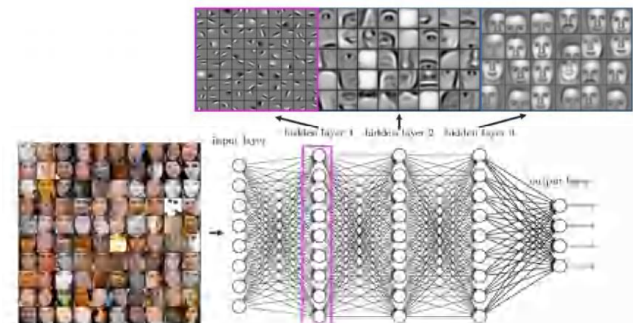 hidden layer 1 hidden layer 2 hidden layer 3
input layer
output layer